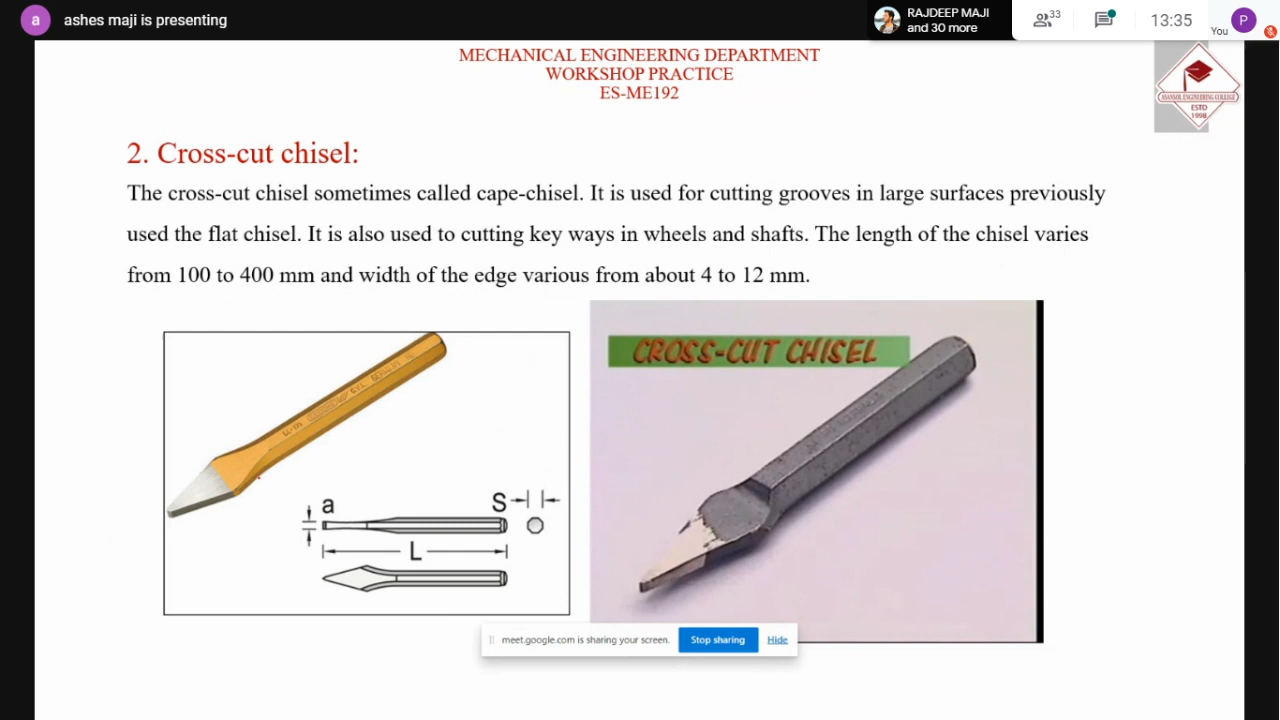 a
ashes maji is presenting
RAJDEEP MAJI
and 30 more
33
13:35
You
P
MECHANICAL ENGINEERING DEPARTMENT
WORKSHOP PRACTICE
ES-ME192
ASANSOL ENGINEERING COLLEGE
ESTD
1998
2. Cross-cut chisel:
The cross-cut chisel sometimes called cape-chisel. It is used for cutting grooves in large surfaces previously
used the flat chisel. It is also used to cutting key ways in wheels and shafts. The length of the chisel varies
from 100 to 400 mm and width of the edge various from about 4 to 12 mm.
CROSS-CUT CHISEL
a
S
L
meet.google.com is sharing your screen.
Stop sharing
Hide